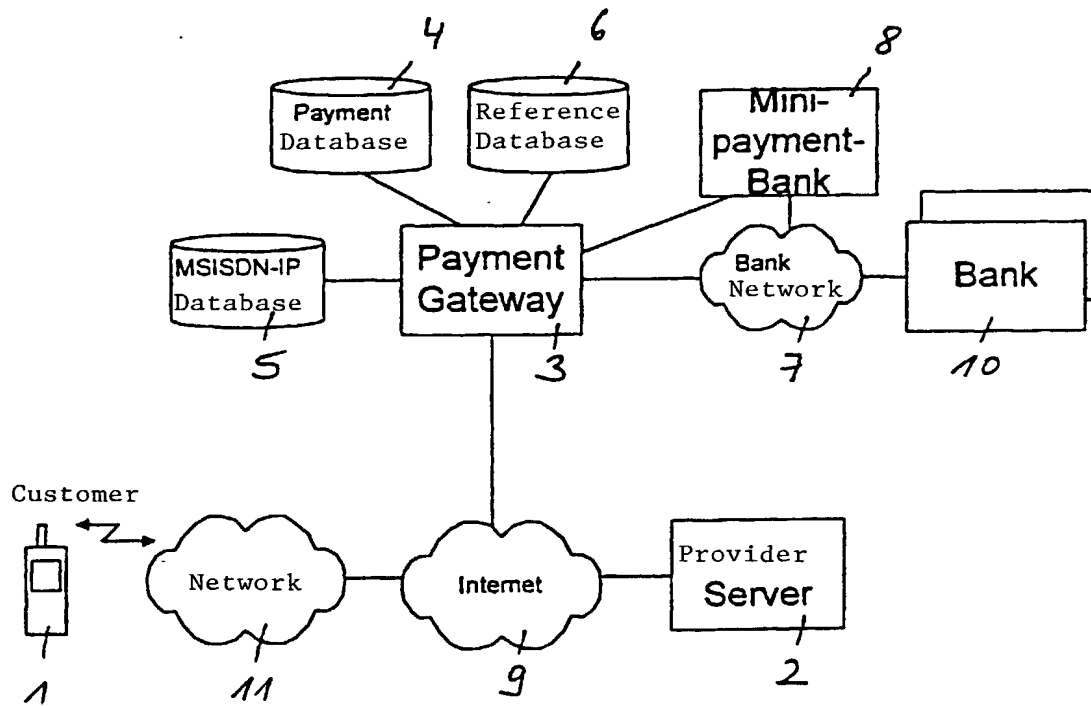 4
6
8
Payment
Database
Reference
Database
Mini-
payment-
Bank
MSISDN-IP
Database
Payment
Gateway
Bank
Network
Bank
5
3
7
10
Customer
Network
Internet
Provider
Server
1
11
9
2